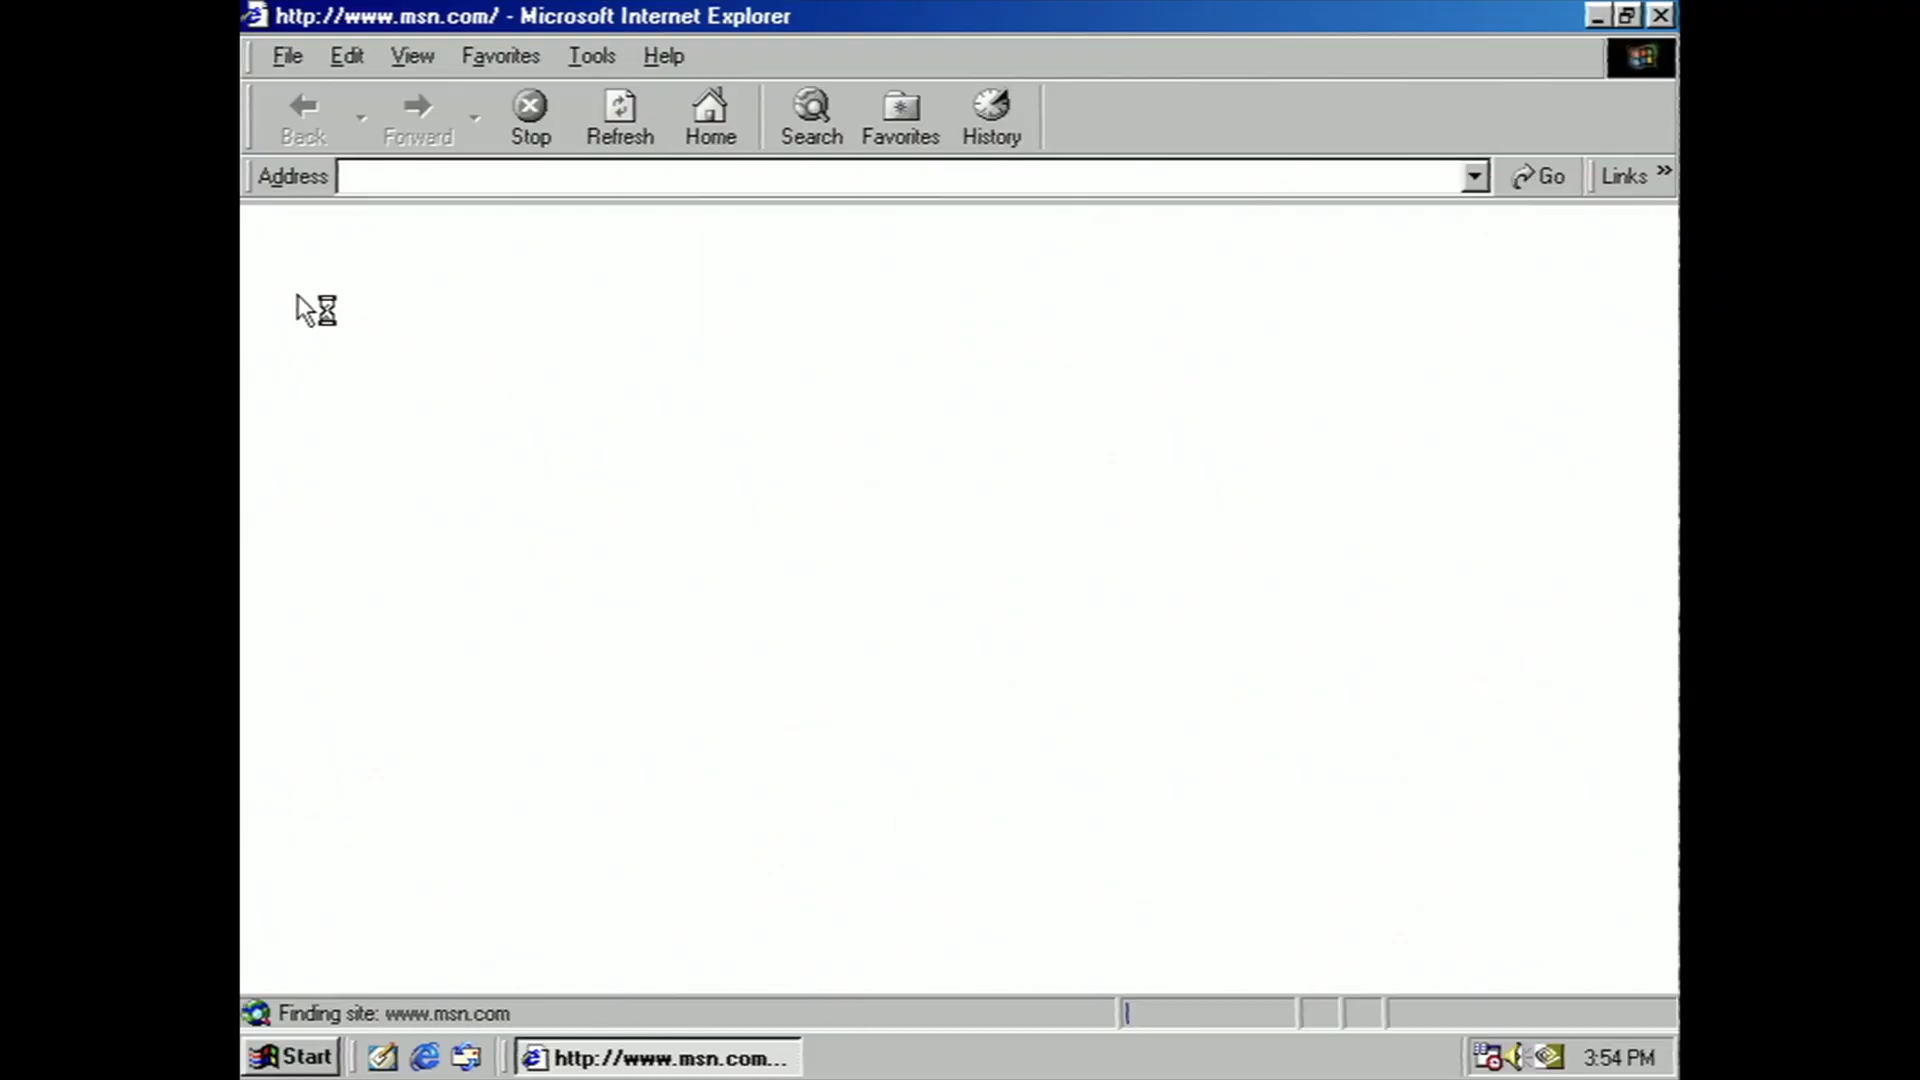 http://www.msn.com/ - Microsoft Internet Explorer
File Edit View Favorites Tools Help
Back Forward Stop Refresh Home Search Favorites History
Address Go Links »
Finding site: www.msn.com
Start http://www.msn.com... 3:54 PM